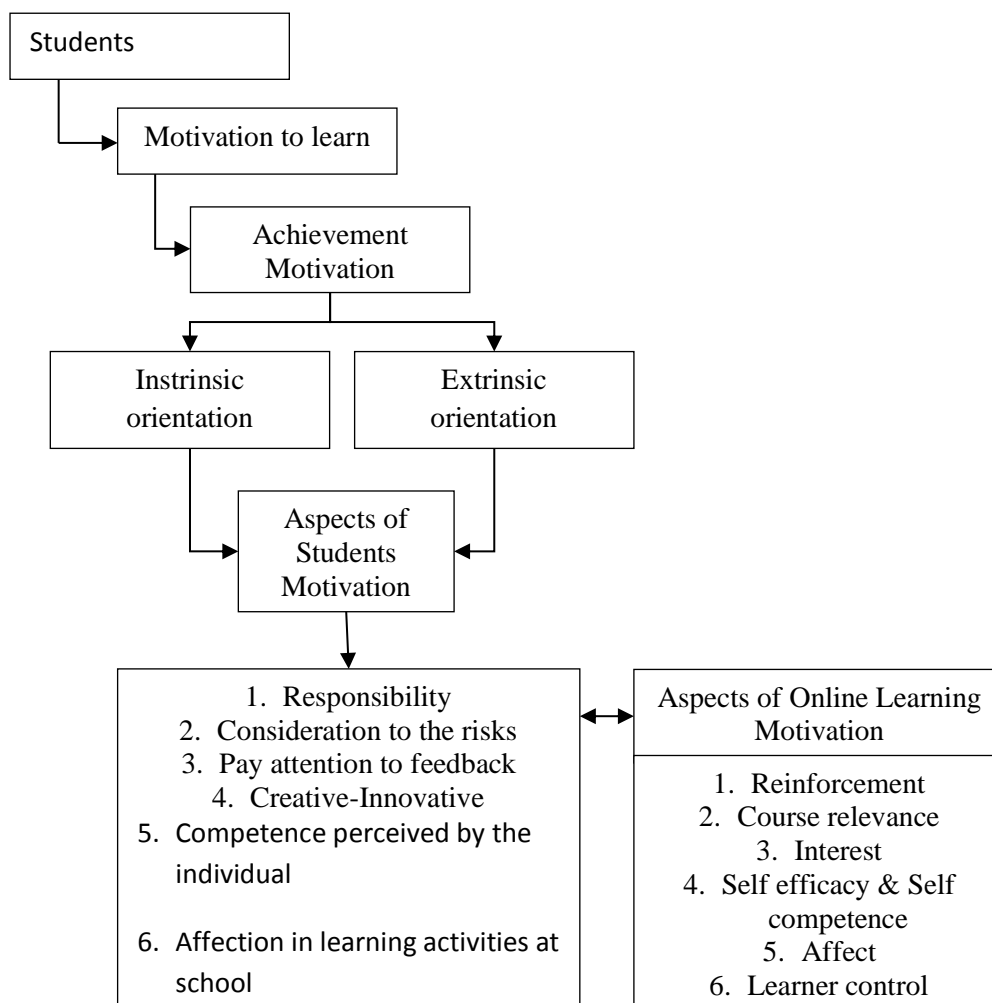 Students
Motivation to learn
Achievement
Motivation
Instrinsic
orientation
Extrinsic
orientation
Aspects of
Students
Motivation
1. Responsibility
2. Consideration to the risks
3. Pay attention to feedback
4. Creative-Innovative
5. Competence perceived by the
individual
6. Affection in learning activities at
school
Aspects of Online Learning
Motivation
1. Reinforcement
2. Course relevance
3. Interest
4. Self efficacy & Self
competence
5. Affect
6. Learner control